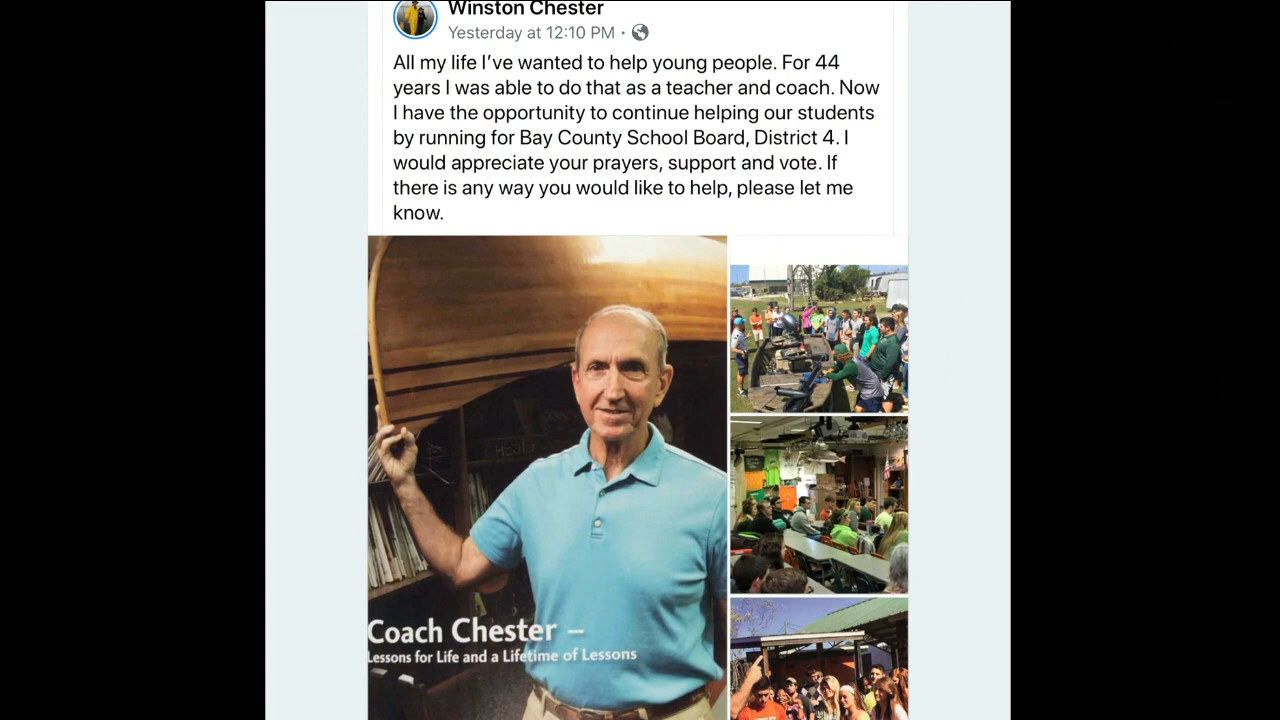 Winston Chester
Yesterday at 12:10 PM ·
All my life I've wanted to help young people. For 44
years I was able to do that as a teacher and coach. Now
I have the opportunity to continue helping our students
by running for Bay County School Board, District 4. I
would appreciate your prayers, support and vote. If
there is any way you would like to help, please let me
know.
Coach Chester –
Lessons for Life and a Lifetime of Lessons